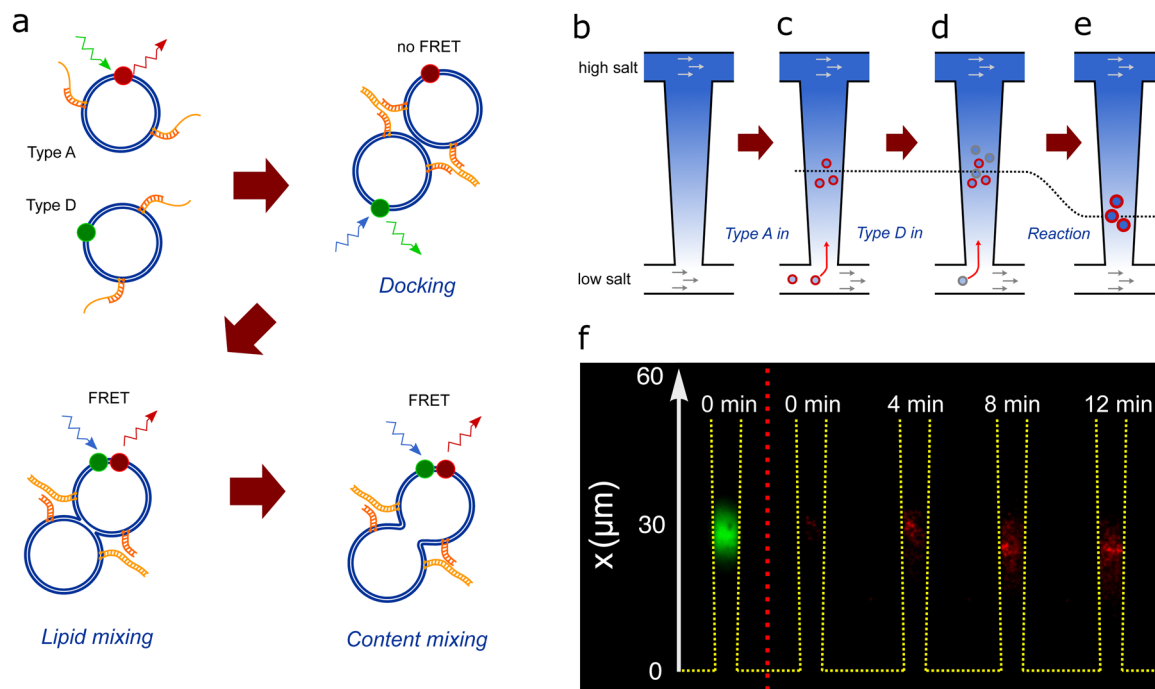 a
Type A
Type D
no FRET
Docking
FRET
Lipid mixing
FRET
Content mixing
b
c
d
e
high salt
low salt
Type A in
Type D in
Reaction
f
x (μm)
60
30
0
0 min
0 min
4 min
8 min
12 min